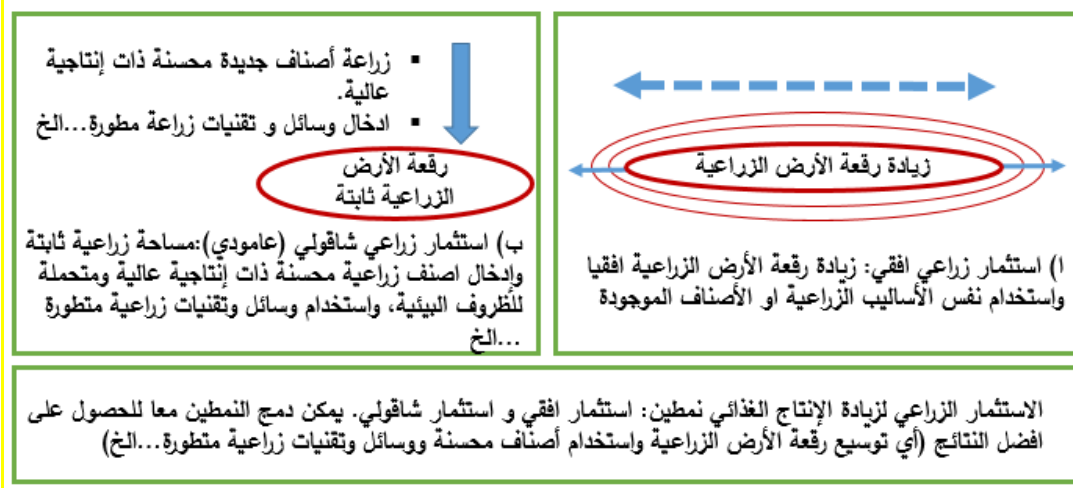 زيادة رقعة الأرض الزراعية
ا) استثمار زراعي افقي: زيادة رقعة الأرض الزراعية افقيا
واستخدام نفس الأساليب الزراعية او الأصناف الموجودة
▪ زراعة أصناف جديدة محسنة ذات إنتاجية
عالية.
▪ ادخال وسائل و تقنيات زراعة مطورة...الخ
رقعة الأرض
الزراعية ثابتة
ب) استثمار زراعي شاقولي (عامودي):مساحة زراعية ثابتة
وإدخال اصنف زراعية محسنة ذات إنتاجية عالية ومتحملة
للظروف البيئية، واستخدام وسائل وتقنيات زراعية متطورة
...الخ
الاستثمار الزراعي لزيادة الإنتاج الغذائي نمطين: استثمار افقي و استثمار شاقولي. يمكن دمج النمطين معا للحصول على
افضل النتائج (أي توسيع رقعة الأرض الزراعية واستخدام أصناف محسنة ووسائل وتقنيات زراعية متطورة...الخ)